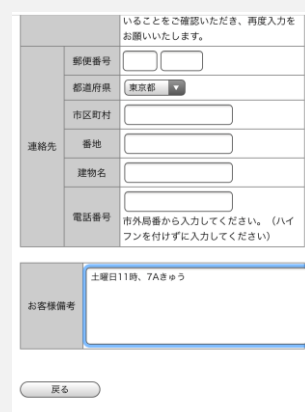 いることをご確認いただき、再度入力を
お願いいたします。
連絡先
郵便番号
都道府県 東京都
市区町村
番地
建物名
電話番号
市外局番から入力してください。（ハイ
フンを付けずに入力してください）
お客様備考
土曜日11時、7Aきゅう
戻る